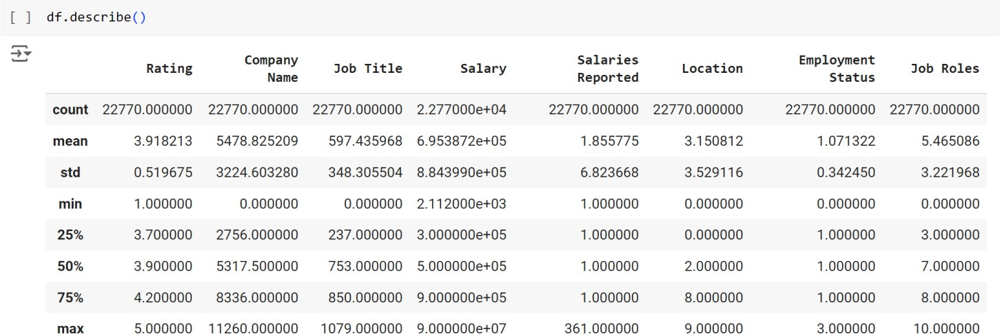 [ ] df.describe()
Rating Company Name Job Title Salary Salaries Reported Location Employment Status Job Roles
count 22770.000000 22770.000000 22770.000000 2.277000e+04 22770.000000 22770.000000 22770.000000 22770.000000
mean 3.918213 5478.825209 597.435968 6.953872e+05 1.855775 3.150812 1.071322 5.465086
std 0.519675 3224.603280 348.305504 8.843990e+05 6.823668 3.529116 0.342450 3.221968
min 1.000000 0.000000 0.000000 2.112000e+03 1.000000 0.000000 0.000000 0.000000
25% 3.700000 2756.000000 237.000000 3.000000e+05 1.000000 0.000000 1.000000 3.000000
50% 3.900000 5317.500000 753.000000 5.000000e+05 1.000000 2.000000 1.000000 7.000000
75% 4.200000 8336.000000 850.000000 9.000000e+05 1.000000 8.000000 1.000000 8.000000
max 5.000000 11260.000000 1079.000000 9.000000e+07 361.000000 9.000000 3.000000 10.000000